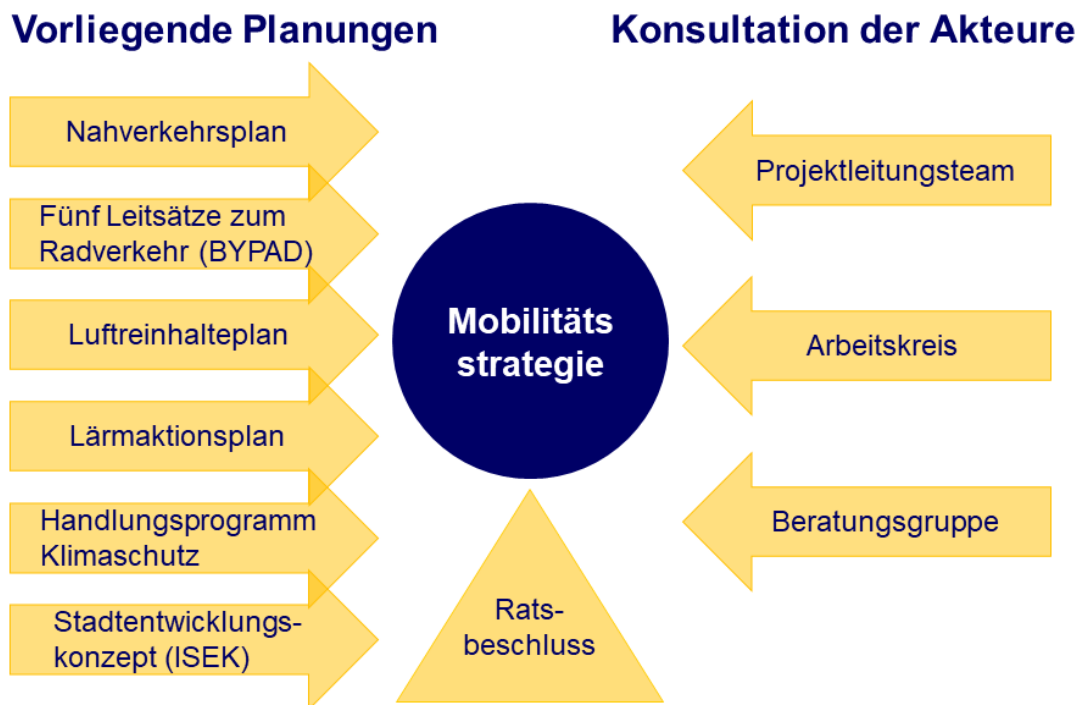 Vorliegende Planungen
Konsultation der Akteure
Nahverkehrsplan
Fünf Leitsätze zum
Radverkehr (BYPAD)
Luftreinhalteplan
Lärmaktionsplan
Handlungsprogramm
Klimaschutz
Stadtentwicklungs-
konzept (ISEK)
Mobilitäts
strategie
Rats-
beschluss
Projektleitungsteam
Arbeitskreis
Beratungsgruppe